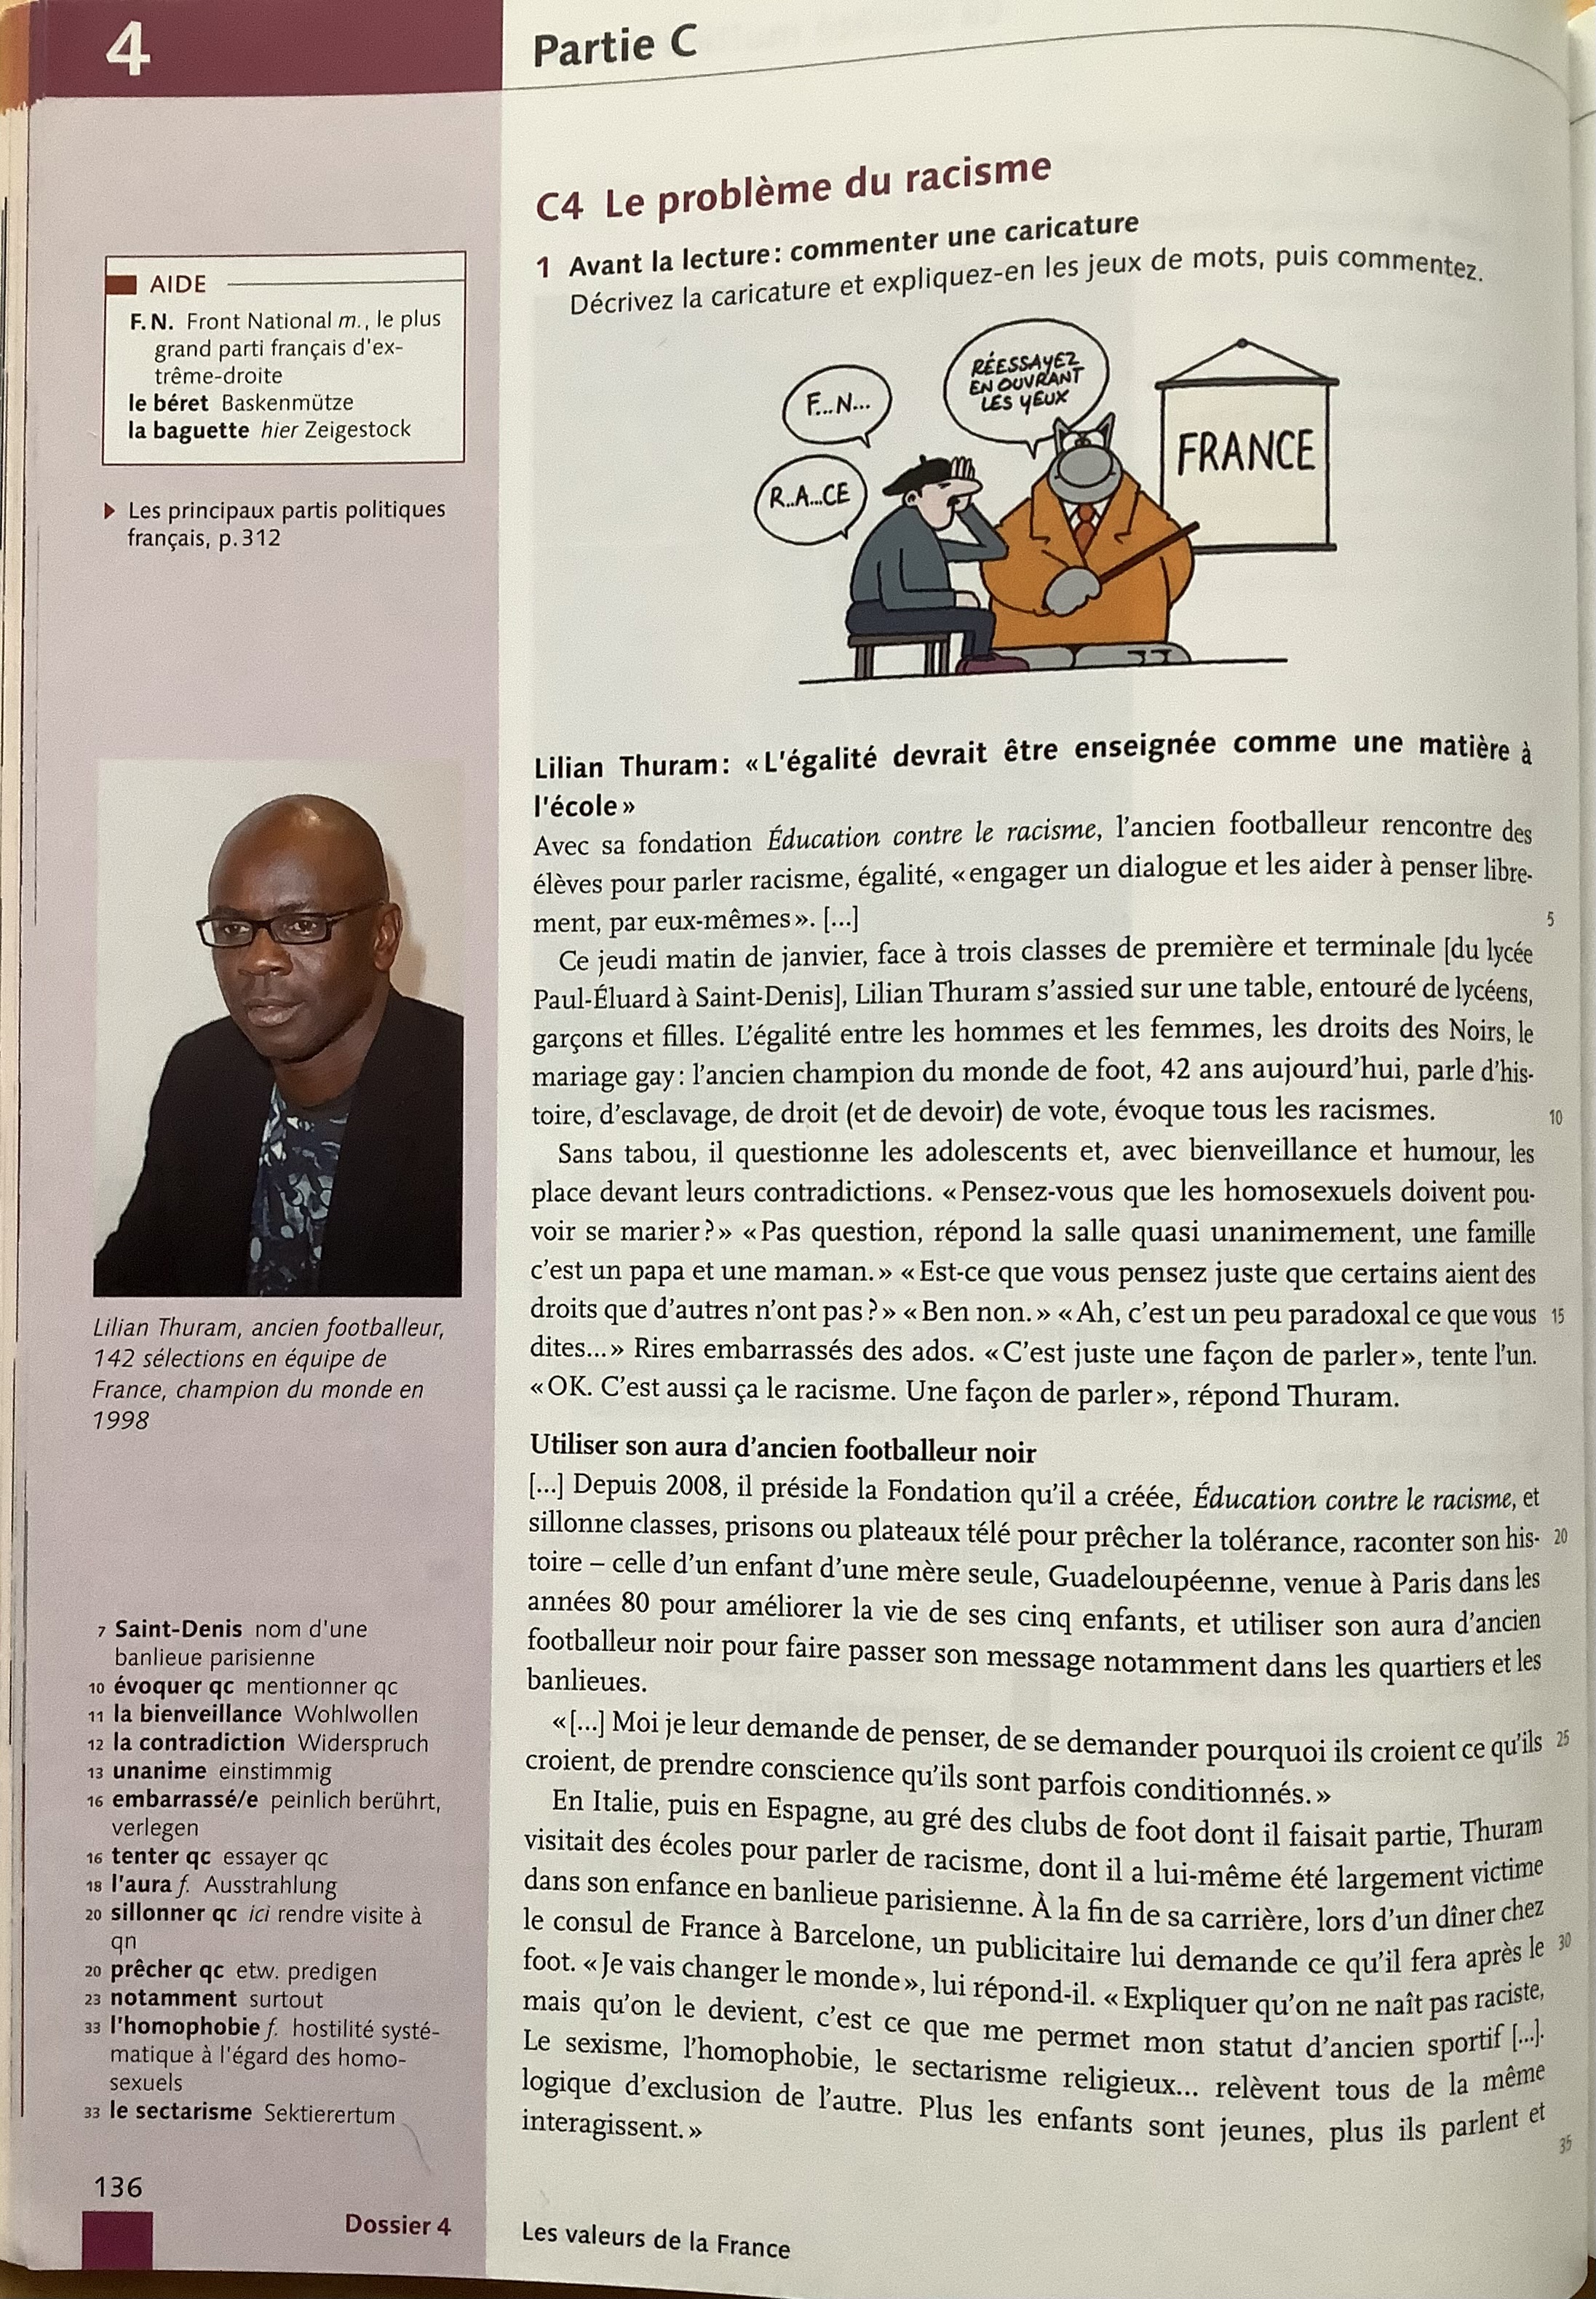 4
Partie C
C4 Le problème du racisme
1 Avant la lecture: commenter une caricature
Décrivez la caricature et expliquez-en les jeux de mots, puis commentez.
AIDE
F. N. Front National m., le plus
grand parti français d'ex-
trême-droite
le béret Baskenmütze
la baguette hier Zeigestock
▶ Les principaux partis politiques
français, p. 312
F...N...
R..A...CE
RÉESSAYEZ
EN OUVRANT
LES YEUX
FRANCE
Lilian Thuram: «L'égalité devrait être enseignée comme une matière à
l'école»
Avec sa fondation Éducation contre le racisme, l'ancien footballeur rencontre des
élèves pour parler racisme, égalité, «engager un dialogue et les aider à penser libre-
ment, par eux-mêmes». [...]
5
Ce jeudi matin de janvier, face à trois classes de première et terminale [du lycée
Paul-Éluard à Saint-Denis], Lilian Thuram s'assied sur une table, entouré de lycéens,
garçons et filles. L'égalité entre les hommes et les femmes, les droits des Noirs, le
mariage gay: l'ancien champion du monde de foot, 42 ans aujourd'hui, parle d'his-
toire, d'esclavage, de droit (et de devoir) de vote, évoque tous les racismes.
10
Sans tabou, il questionne les adolescents et, avec bienveillance et humour, les
place devant leurs contradictions. «Pensez-vous que les homosexuels doivent pou-
voir se marier?» «Pas question, répond la salle quasi unanimement, une famille
c'est un papa et une maman.» «Est-ce que vous pensez juste que certains aient des
droits que d'autres n'ont pas?» «Ben non.» «Ah, c'est un peu paradoxal ce que vous
15
dites...» Rires embarrassés des ados. «C'est juste une façon de parler», tente l'un.
«OK. C'est aussi ça le racisme. Une façon de parler», répond Thuram.
Utiliser son aura d'ancien footballeur noir
[...] Depuis 2008, il préside la Fondation qu'il a créée, Éducation contre le racisme, et
sillonne classes, prisons ou plateaux télé pour prêcher la tolérance, raconter son his-
20
toire – celle d'un enfant d'une mère seule, Guadeloupéenne, venue à Paris dans les
années 80 pour améliorer la vie de ses cinq enfants, et utiliser son aura d'ancien
footballeur noir pour faire passer son message notamment dans les quartiers et les
banlieues.
«[...] Moi je leur demande de penser, de se demander pourquoi ils croient ce qu'ils
25
croient, de prendre conscience qu'ils sont parfois conditionnés.»
En Italie, puis en Espagne, au gré des clubs de foot dont il faisait partie, Thuram
visitait des écoles pour parler de racisme, dont il a lui-même été largement victime
dans son enfance en banlieue parisienne. À la fin de sa carrière, lors d'un dîner chez
le consul de France à Barcelone, un publicitaire lui demande ce qu'il fera après le
30
foot. «Je vais changer le monde», lui répond-il. «Expliquer qu'on ne naît pas raciste,
mais qu'on le devient, c'est ce que me permet mon statut d'ancien sportif [...].
Le sexisme, l'homophobie, le sectarisme religieux... relèvent tous de la même
logique d'exclusion de l'autre. Plus les enfants sont jeunes, plus ils parlent et
interagissent.»
35
Lilian Thuram, ancien footballeur,
142 sélections en équipe de
France, champion du monde en
1998
7 Saint-Denis nom d'une
banlieue parisienne
10 évoquer qc mentionner qc
11 la bienveillance Wohlwollen
12 la contradiction Widerspruch
13 unanime einstimmig
16 embarrassé/e peinlich berührt,
verlegen
16 tenter qc essayer qc
18 l'aura f. Ausstrahlung
20 sillonner qc ici rendre visite à
qn
20 prêcher qc etw. predigen
23 notamment surtout
33 l'homophobie f. hostilité systé-
matique à l'égard des homo-
sexuels
33 le sectarisme Sektierertum
136
Dossier 4
Les valeurs de la France